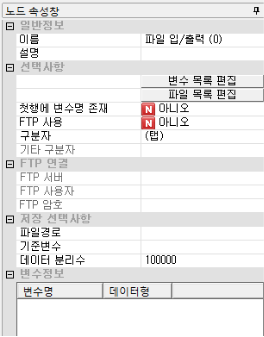 노드 속성창
일반정보
이름 파일 입/출력 (0)
설명
선택사항
변수 목록 편집
파일 목록 편집
첫행에 변수명 존재 N 아니오
FTP 사용 N 아니오
구분자 (탭)
기타 구분자
FTP 연결
FTP 서버
FTP 사용자
FTP 암호
저장 선택사항
파일경로
기준변수
데이터 분리수 100000
변수정보
변수명 데이터형